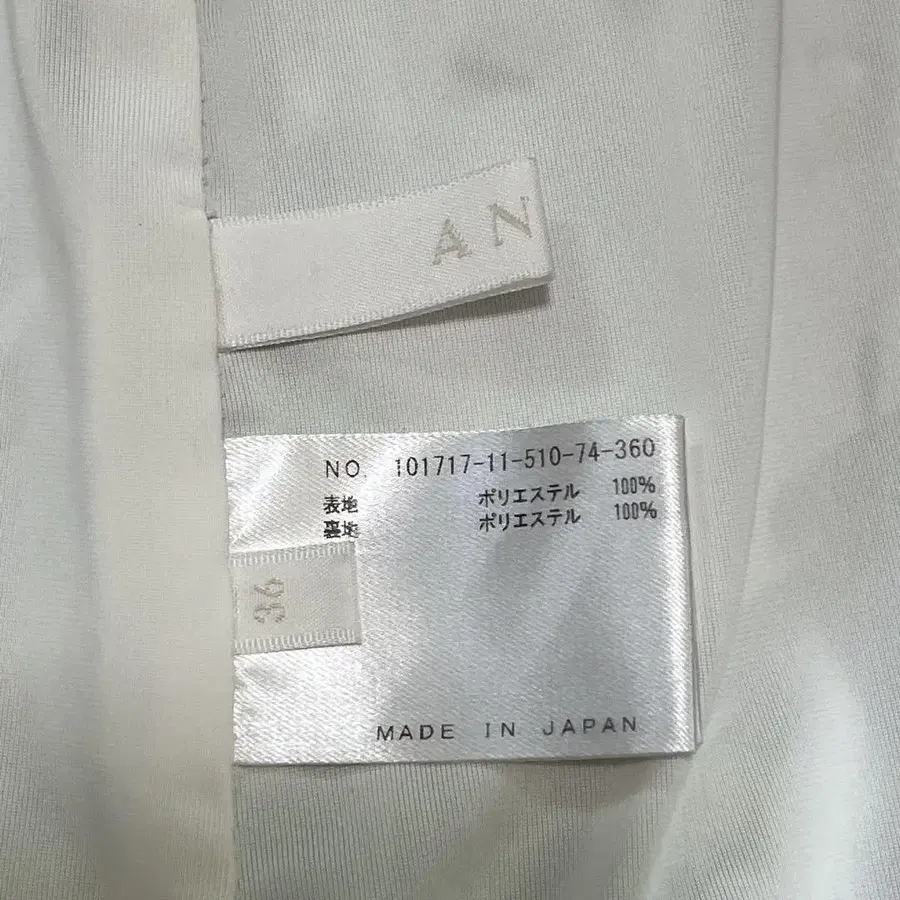 AN
NO. 101717-11-510-74-360
表地 ポリエステル 100%
裏地 ポリエステル 100%
36
MADE IN JAPAN